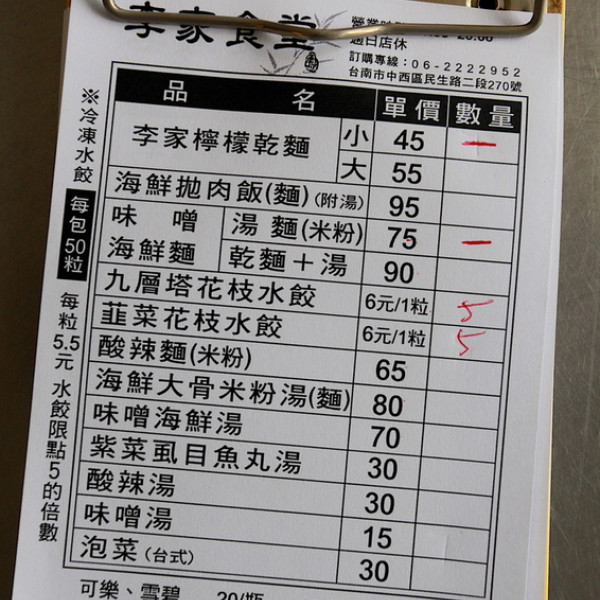 李家食堂
週日店休
訂購專線：06-2222952
台南市中西區民生路二段270號
品 名 單價 數量
李家檸檬乾麵 小 45 一
大 55
海鮮拋肉飯(麵)(附湯) 95
味噌海鮮麵 湯麵(米粉) 75 一
乾麵＋湯 90
九層塔花枝水餃 6元/1粒 5
韮菜花枝水餃 6元/1粒 5
酸辣麵(米粉) 65
海鮮大骨米粉湯(麵) 80
味噌海鮮湯 70
紫菜虱目魚丸湯 30
酸辣湯 30
味噌湯 15
泡菜(台式) 30
可樂、雪碧 20/瓶
※冷凍水餃 每包50粒 每粒5.5元 水餃限點5的倍數